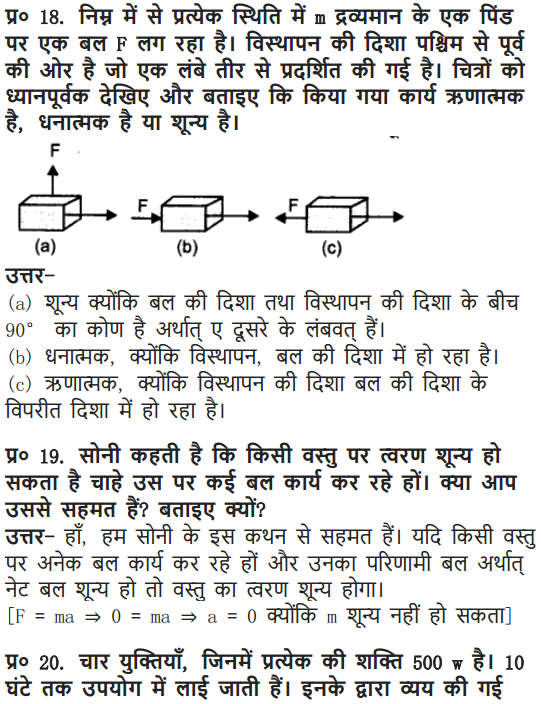 प्र० 18. निम्न में से प्रत्येक स्थिति में m द्रव्यमान के एक पिंड
पर एक बल F लग रहा है। विस्थापन की दिशा पश्चिम से पूर्व
की ओर है जो एक लंबे तीर से प्रदर्शित की गई है। चित्रों को
ध्यानपूर्वक देखिए और बताइए कि किया गया कार्य ऋणात्मक
है, धनात्मक है या शून्य है।
F
F
F
(a)
(b)
(c)
उत्तर-
(a) शून्य क्योंकि बल की दिशा तथा विस्थापन की दिशा के बीच
90° का कोण है अर्थात् ए दूसरे के लंबवत् हैं।
(b) धनात्मक, क्योंकि विस्थापन, बल की दिशा में हो रहा है।
(c) ऋणात्मक, क्योंकि विस्थापन की दिशा बल की दिशा के
विपरीत दिशा में हो रहा है।
प्र० 19. सोनी कहती है कि किसी वस्तु पर त्वरण शून्य हो
सकता है चाहे उस पर कई बल कार्य कर रहे हों। क्या आप
उससे सहमत हैं? बताइए क्यों?
उत्तर- हाँ, हम सोनी के इस कथन से सहमत हैं। यदि किसी वस्तु
पर अनेक बल कार्य कर रहे हों और उनका परिणामी बल अर्थात्
नेट बल शून्य हो तो वस्तु का त्वरण शून्य होगा।
[F = ma ⇒ 0 = ma ⇒ a = 0 क्योंकि m शून्य नहीं हो सकता]
प्र० 20. चार युक्तियाँ, जिनमें प्रत्येक की शक्ति 500 w है। 10
घंटे तक उपयोग में लाई जाती हैं। इनके द्वारा व्यय की गई